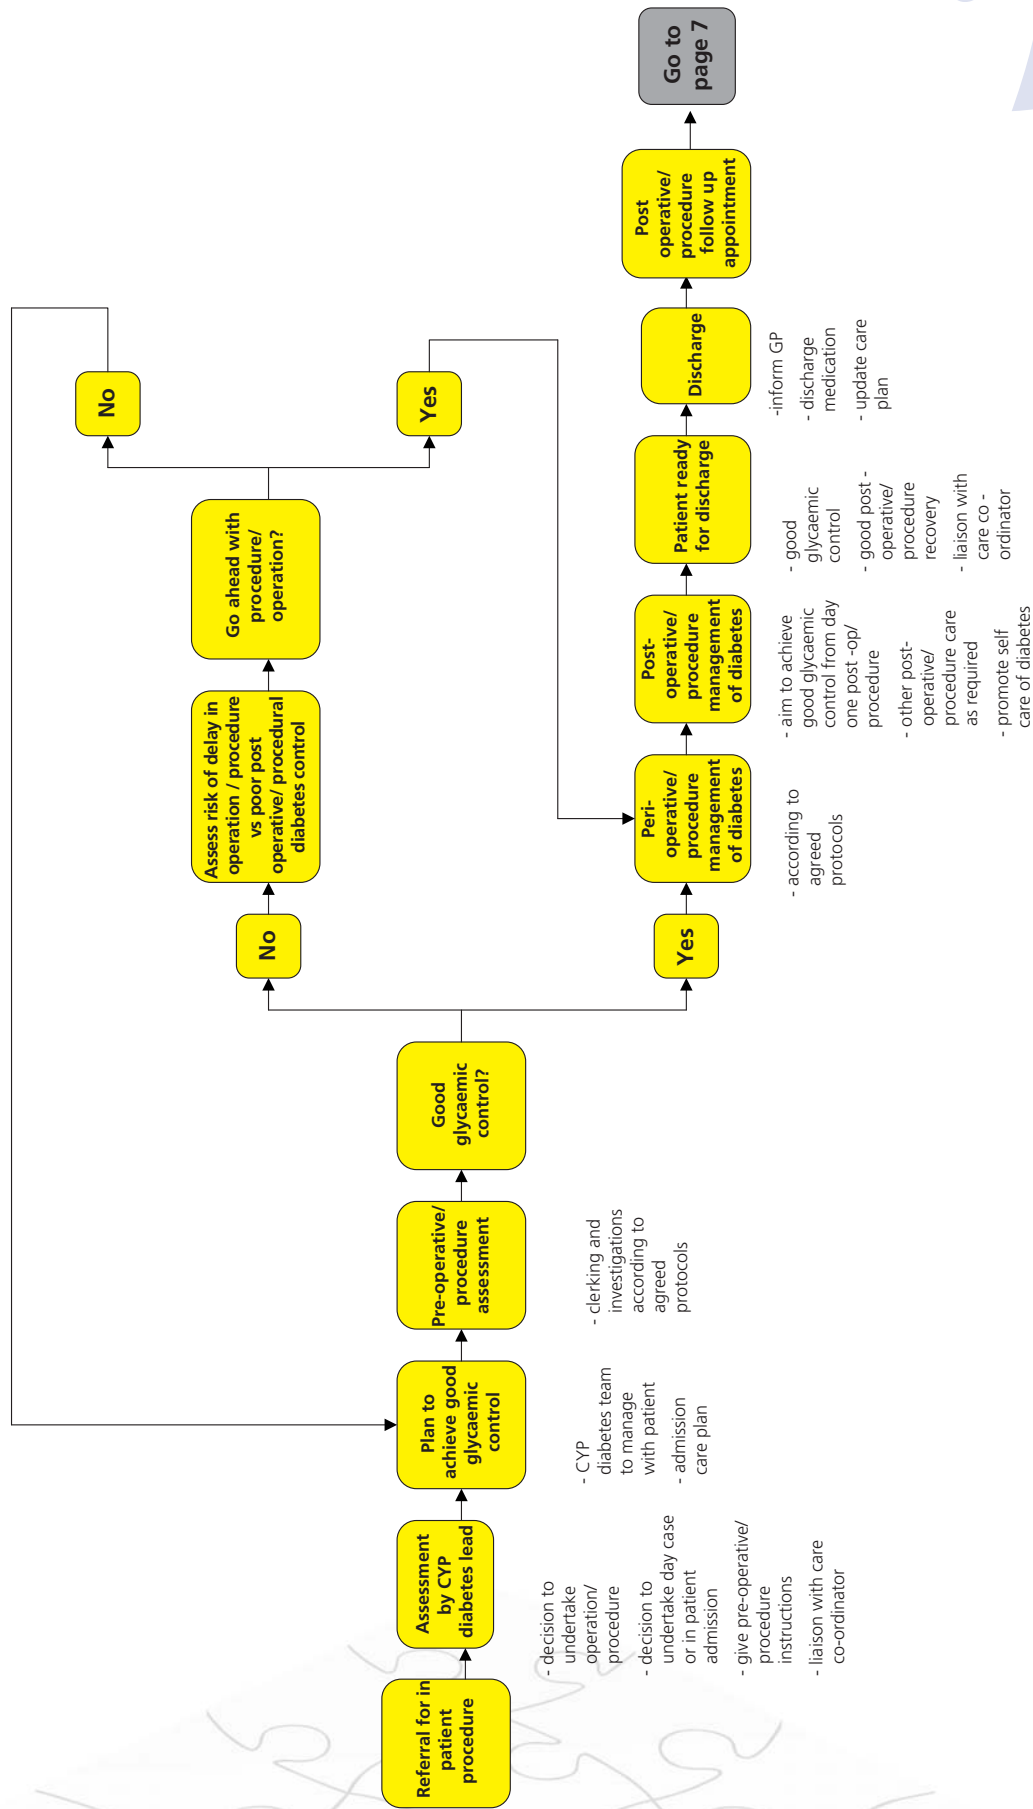 Referral for in
patient
procedure
Assessment
by CYP
diabetes lead
- decision to
undertake
operation/
procedure
- decision to
undertake day case
or in patient
admission
- give pre-operative/
procedure
instructions
- liaison with care
co-ordinator
Plan to
achieve good
glycaemic
control
- CYP
diabetes team
to manage
with patient
- admission
care plan
Pre-operative/
procedure
assessment
- clerking and
investigations
according to
agreed
protocols
Good
glycaemic
control?
No
Assess risk of delay in
operation / procedure
vs poor post
operative/ procedural
diabetes control
Go ahead with
procedure/
operation?
No
Yes
Yes
Peri-
operative/
procedure
management
of diabetes
- according to
agreed
protocols
Post-
operative/
procedure
management
of diabetes
- aim to achieve
good glycaemic
control from day
one post -op/
procedure
- other post-
operative/
procedure care
as required
- promote self
care of diabetes
Patient ready
for discharge
- good
glycaemic
control
- good post -
operative/
procedure
recovery
- liaison with
care co -
ordinator
Discharge
-inform GP
- discharge
medication
- update care
plan
Post
operative/
procedure
follow up
appointment
Go to
page 7